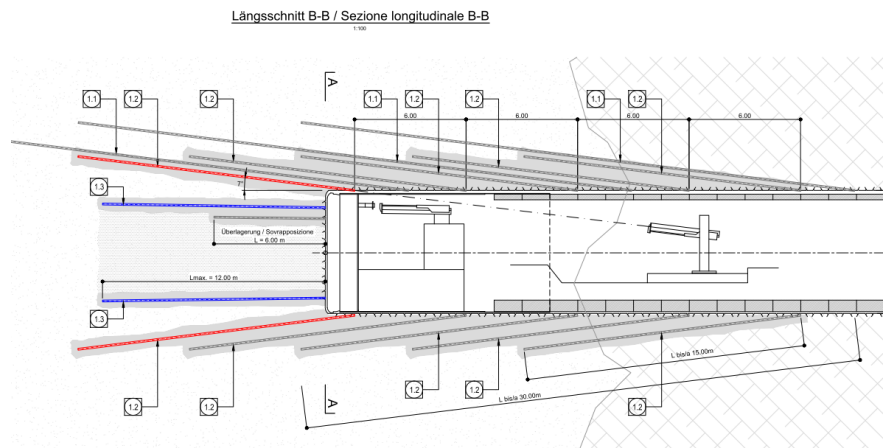 Längsschnitt B-B / Sezione longitudinale B-B
1:100
A
1.1
1.2
1.2
1.1
1.2
1.2
1.1
1.2
6.00
6.00
6.00
6.00
7°
1.3
Überlagerung / Sovrapposizione
L = 6.00 m
Lmax. = 12.00 m
1.3
L bis/a 15.00m
L bis/a 30.00m
1.2
1.2
A
1.2
1.2
1.2